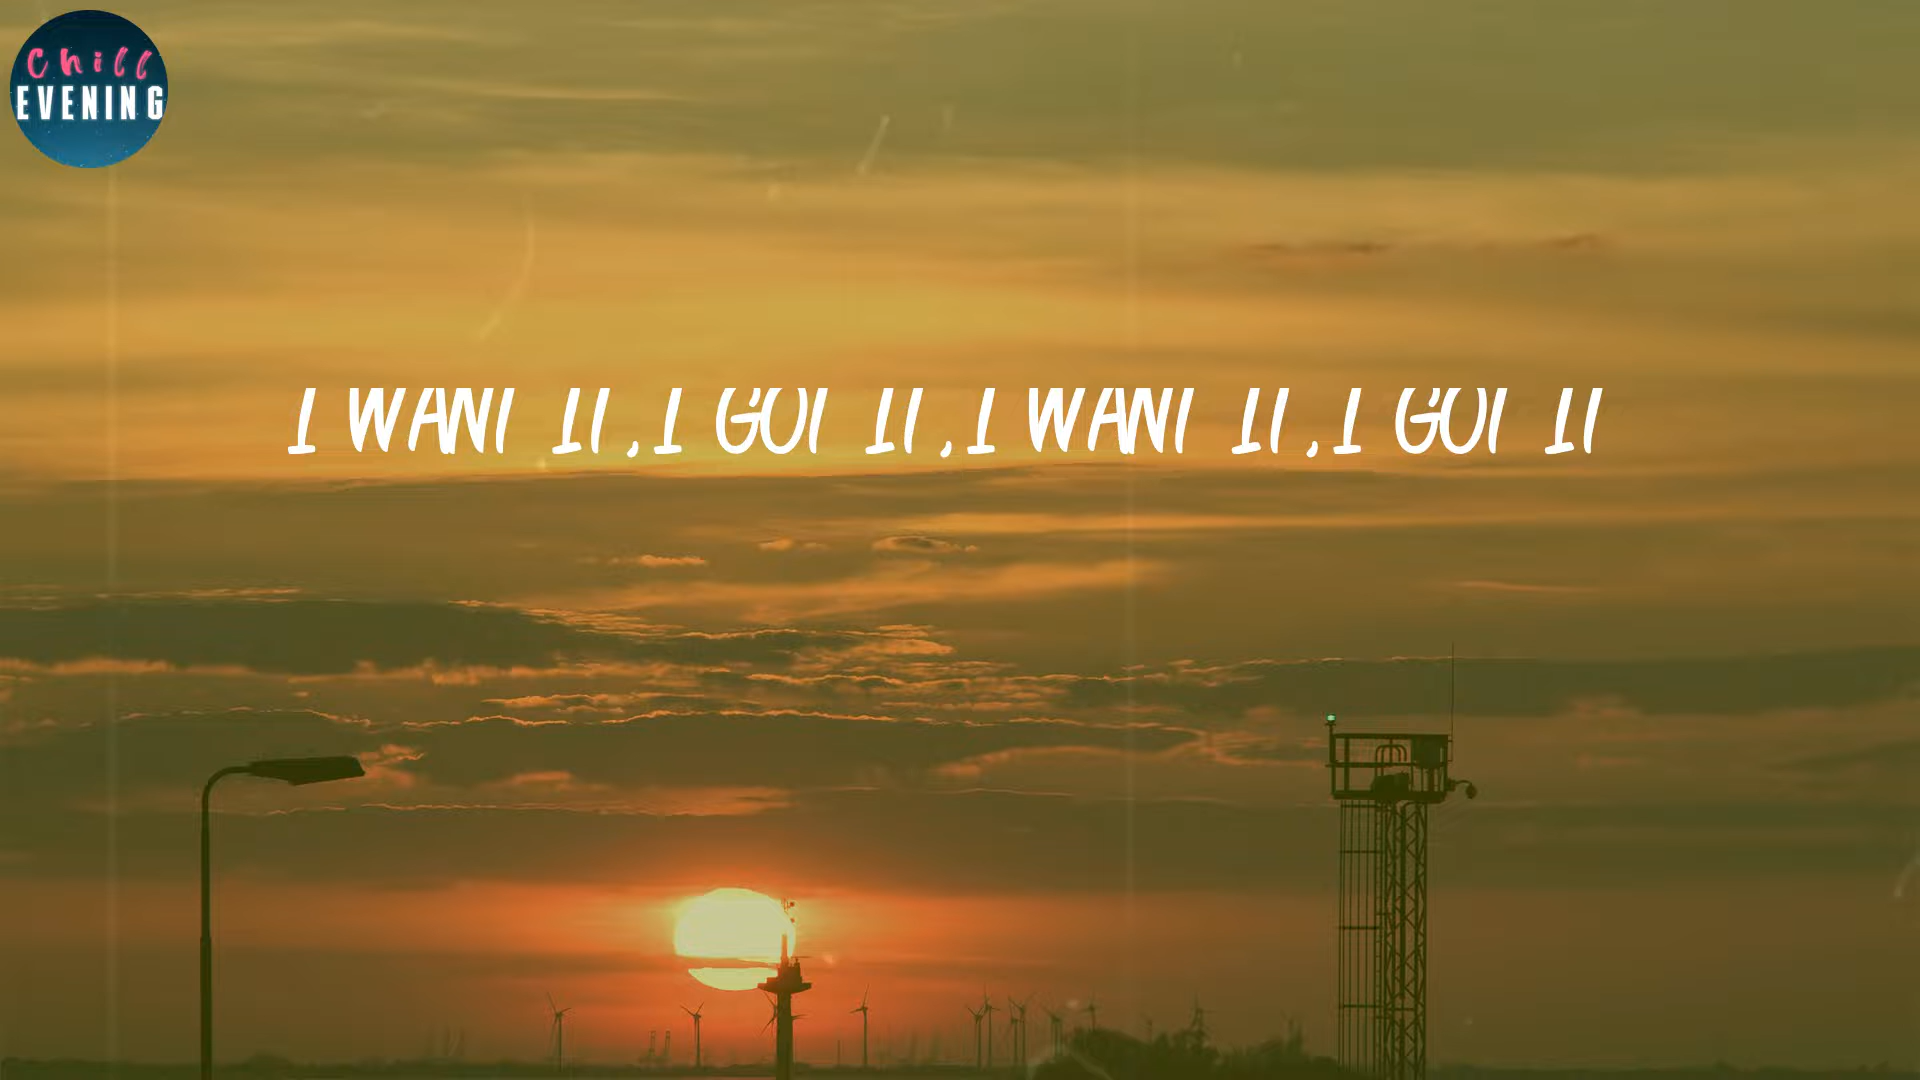 Chill
EVENING
I WANT IT, I GOT IT, I WANT IT, I GOT IT